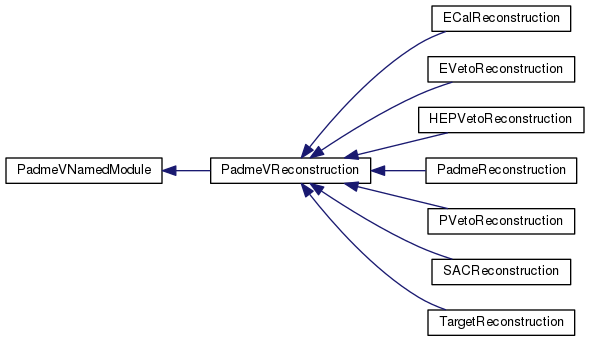 ECalReconstruction
EVetoReconstruction
HEPVetoReconstruction
PadmeVNamedModule
PadmeVReconstruction
PadmeReconstruction
PVetoReconstruction
SACReconstruction
TargetReconstruction